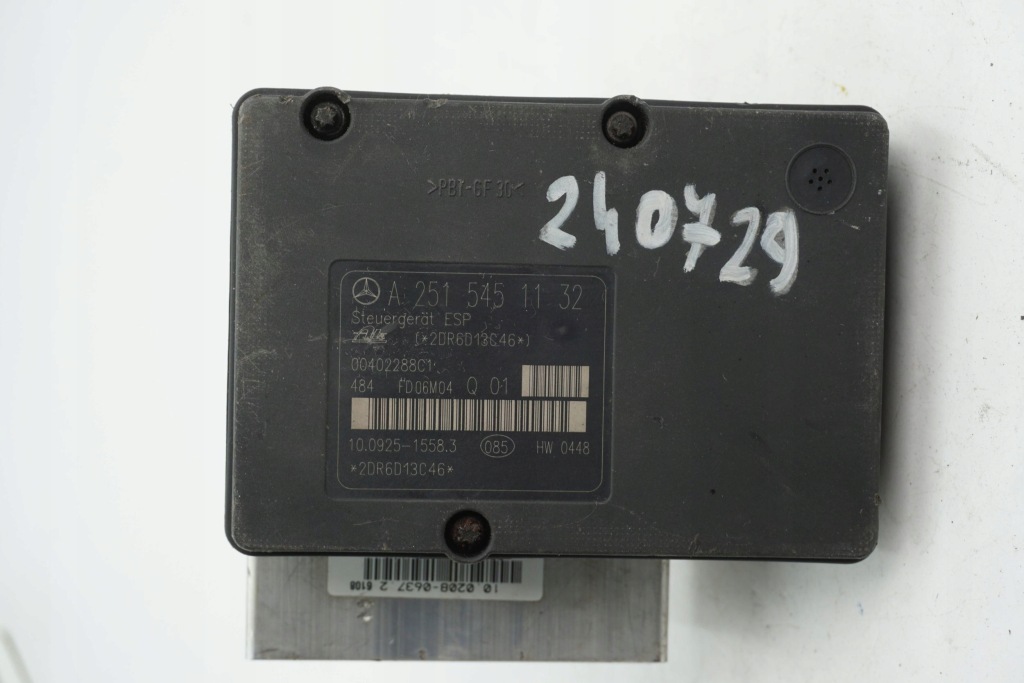 >PBT-GF30<
240729
A 251 545 11 32
Steuergerät ESP
ATE (*2DR6D13C46*)
00402288C1
484 FD06M04 Q 01
10.0925-1558.3 085 HW 0448
*2DR6D13C46*
10 0208-0637 2 6108